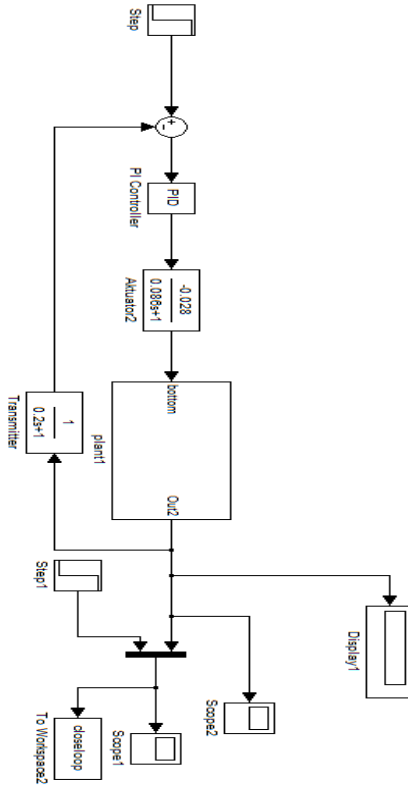 Step
+
-
PID
PI Controller
-0.028
0.086s+1
Aktuator2
bottom
Out2
plant1
1
0.2s+1
Transmitter
Step1
Display1
Scope2
Scope1
closeloop
To Workspace2